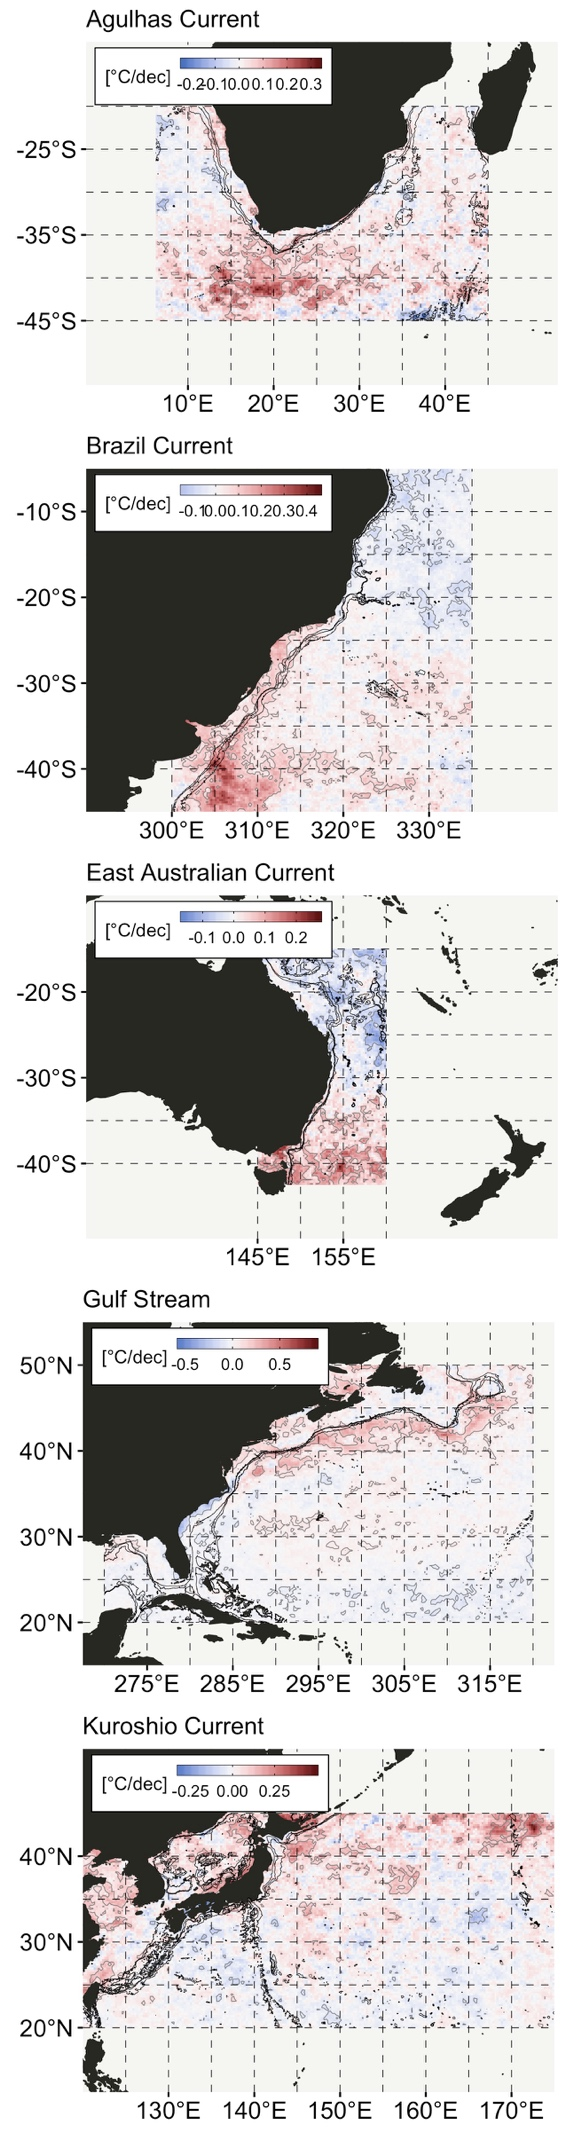 Agulhas Current
[°C/dec]
-0.2-0.10.00.10.20.3
-25°S
-35°S
-45°S
10°E 20°E 30°E 40°E
Brazil Current
[°C/dec]
-0.10.00.10.20.30.4
-10°S
-20°S
-30°S
-40°S
300°E 310°E 320°E 330°E
East Australian Current
[°C/dec]
-0.1 0.0 0.1 0.2
-20°S
-30°S
-40°S
145°E 155°E
Gulf Stream
[°C/dec]
-0.5 0.0 0.5
50°N
40°N
30°N
20°N
275°E 285°E 295°E 305°E 315°E
Kuroshio Current
[°C/dec]
-0.25 0.00 0.25
40°N
30°N
20°N
130°E 140°E 150°E 160°E 170°E